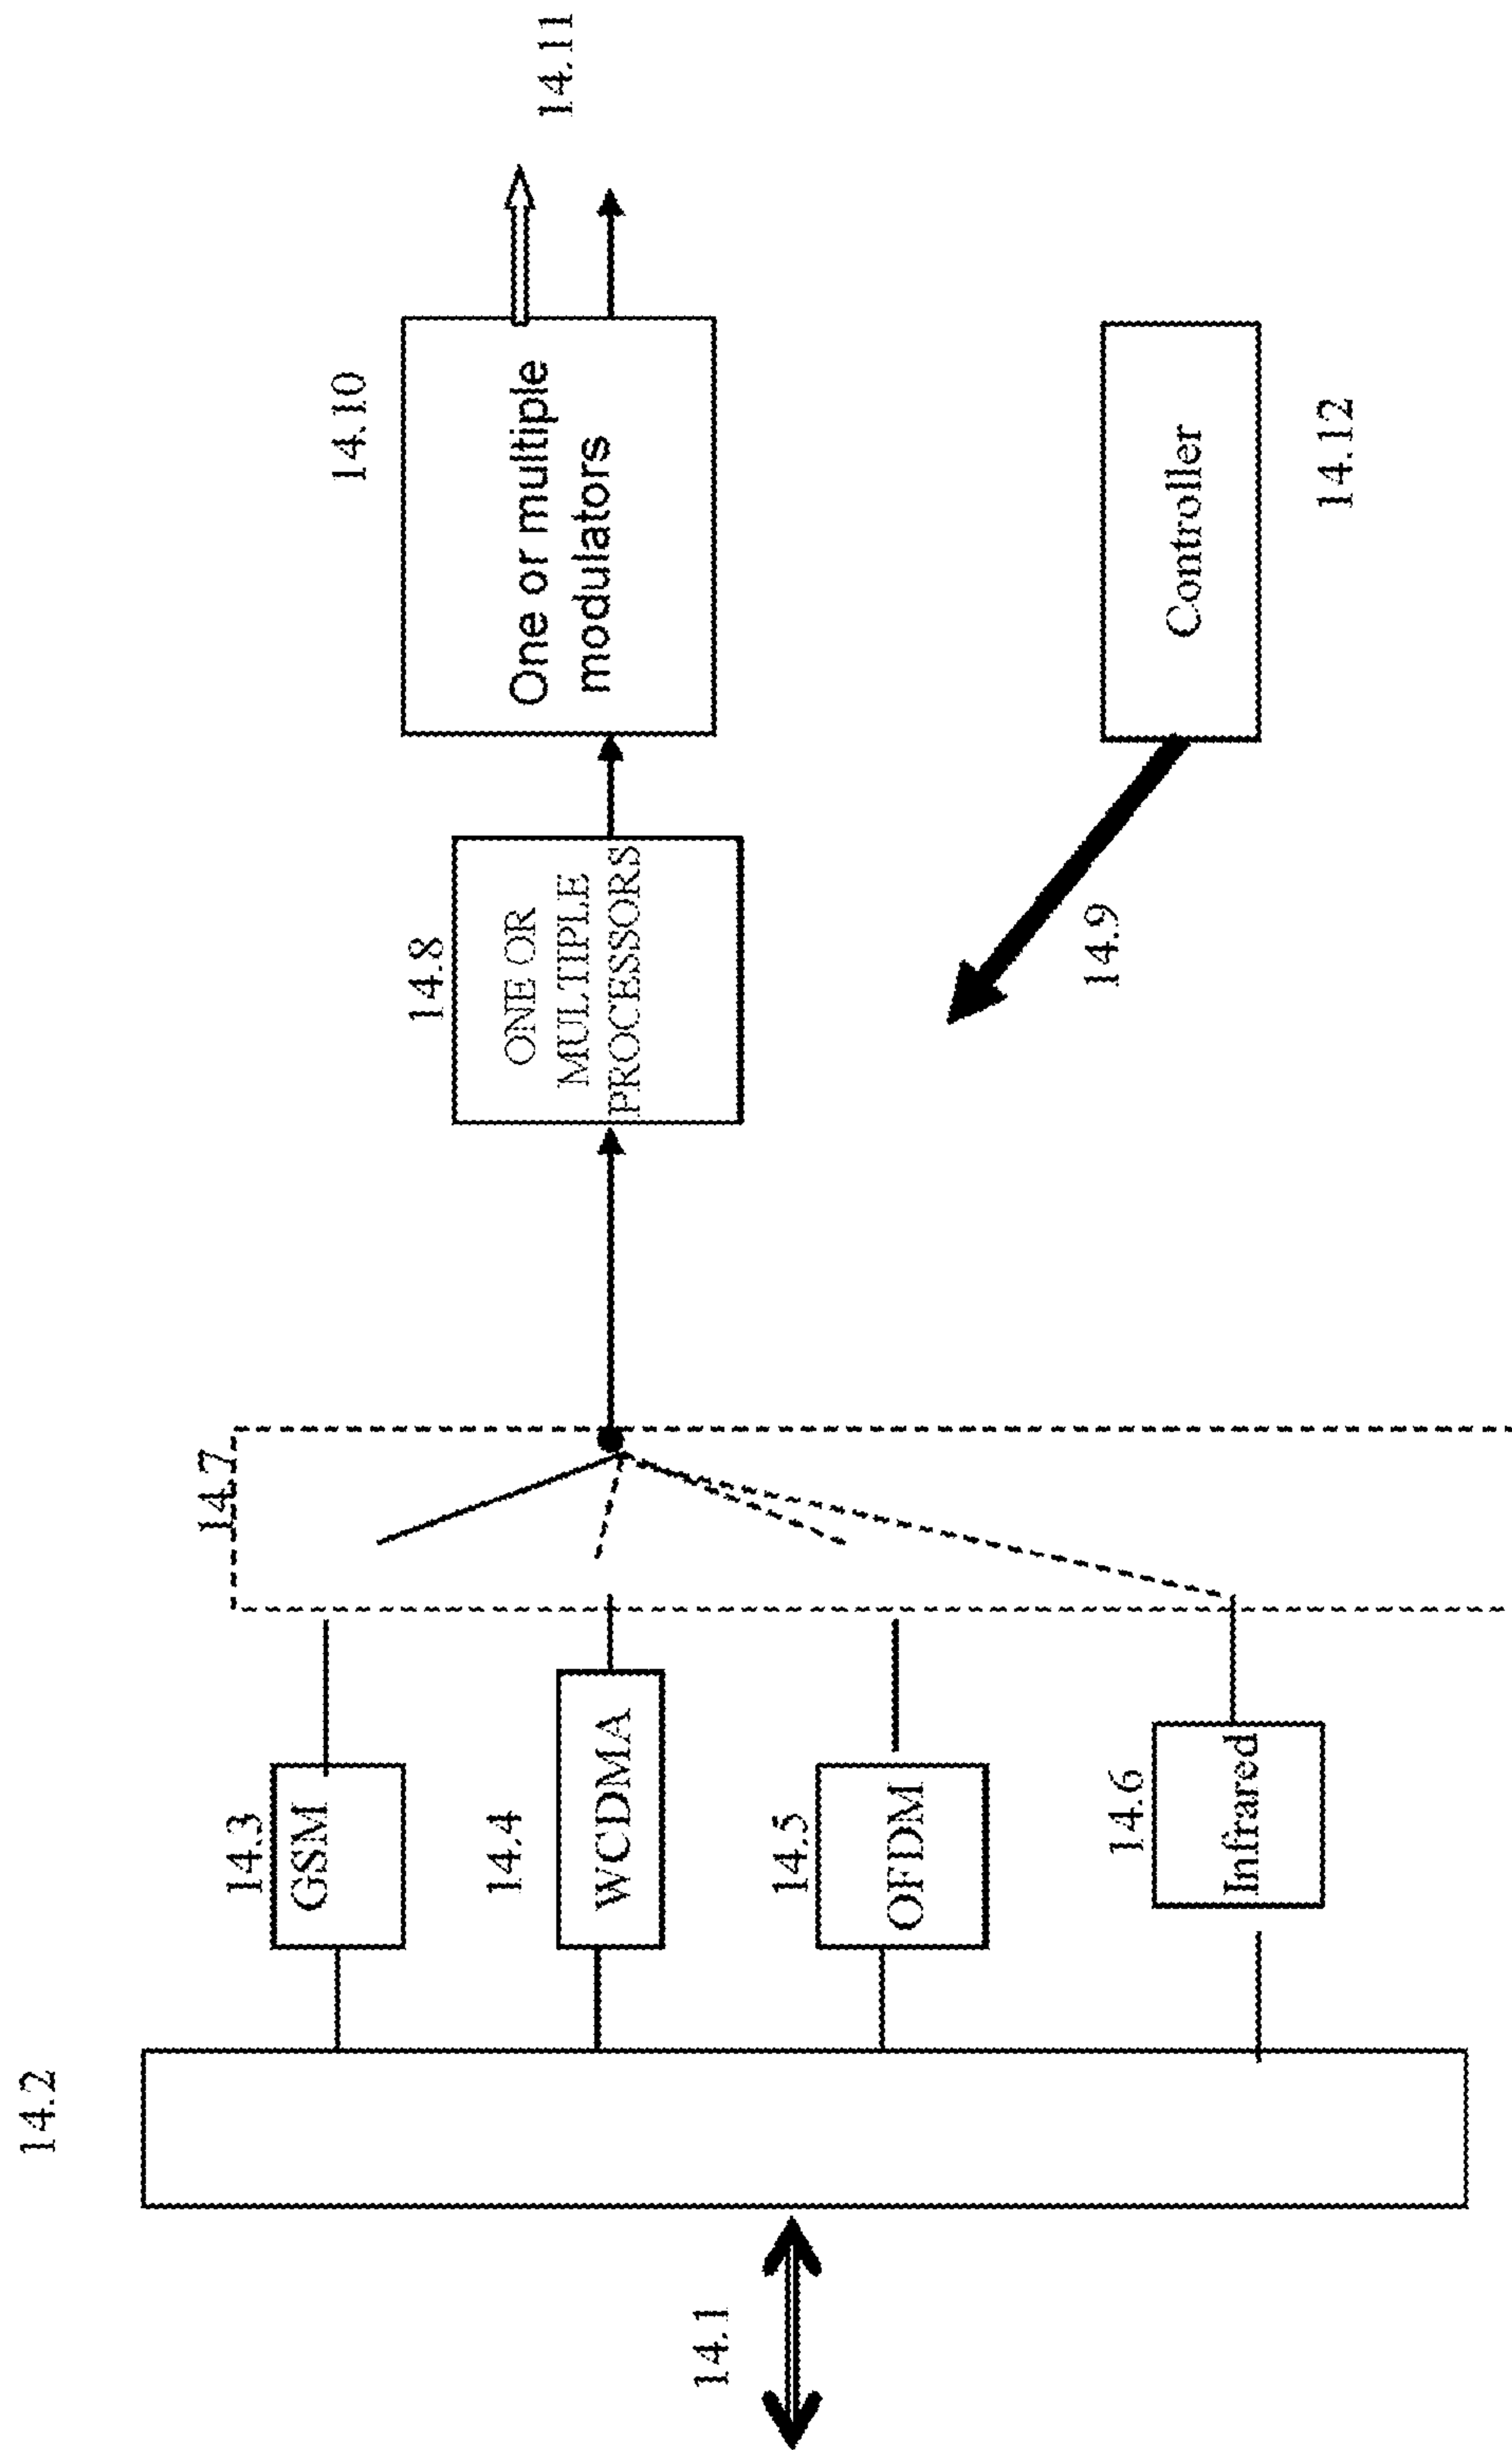 14.1
14.2
14.3
GSM
14.4
WCDMA
14.5
OFDM
14.6
Infrared
14.7
14.8
ONE OR
MULTIPLE
PROCESSORS
14.9
14.10
One or multiple
modulators
14.11
Controller
14.12